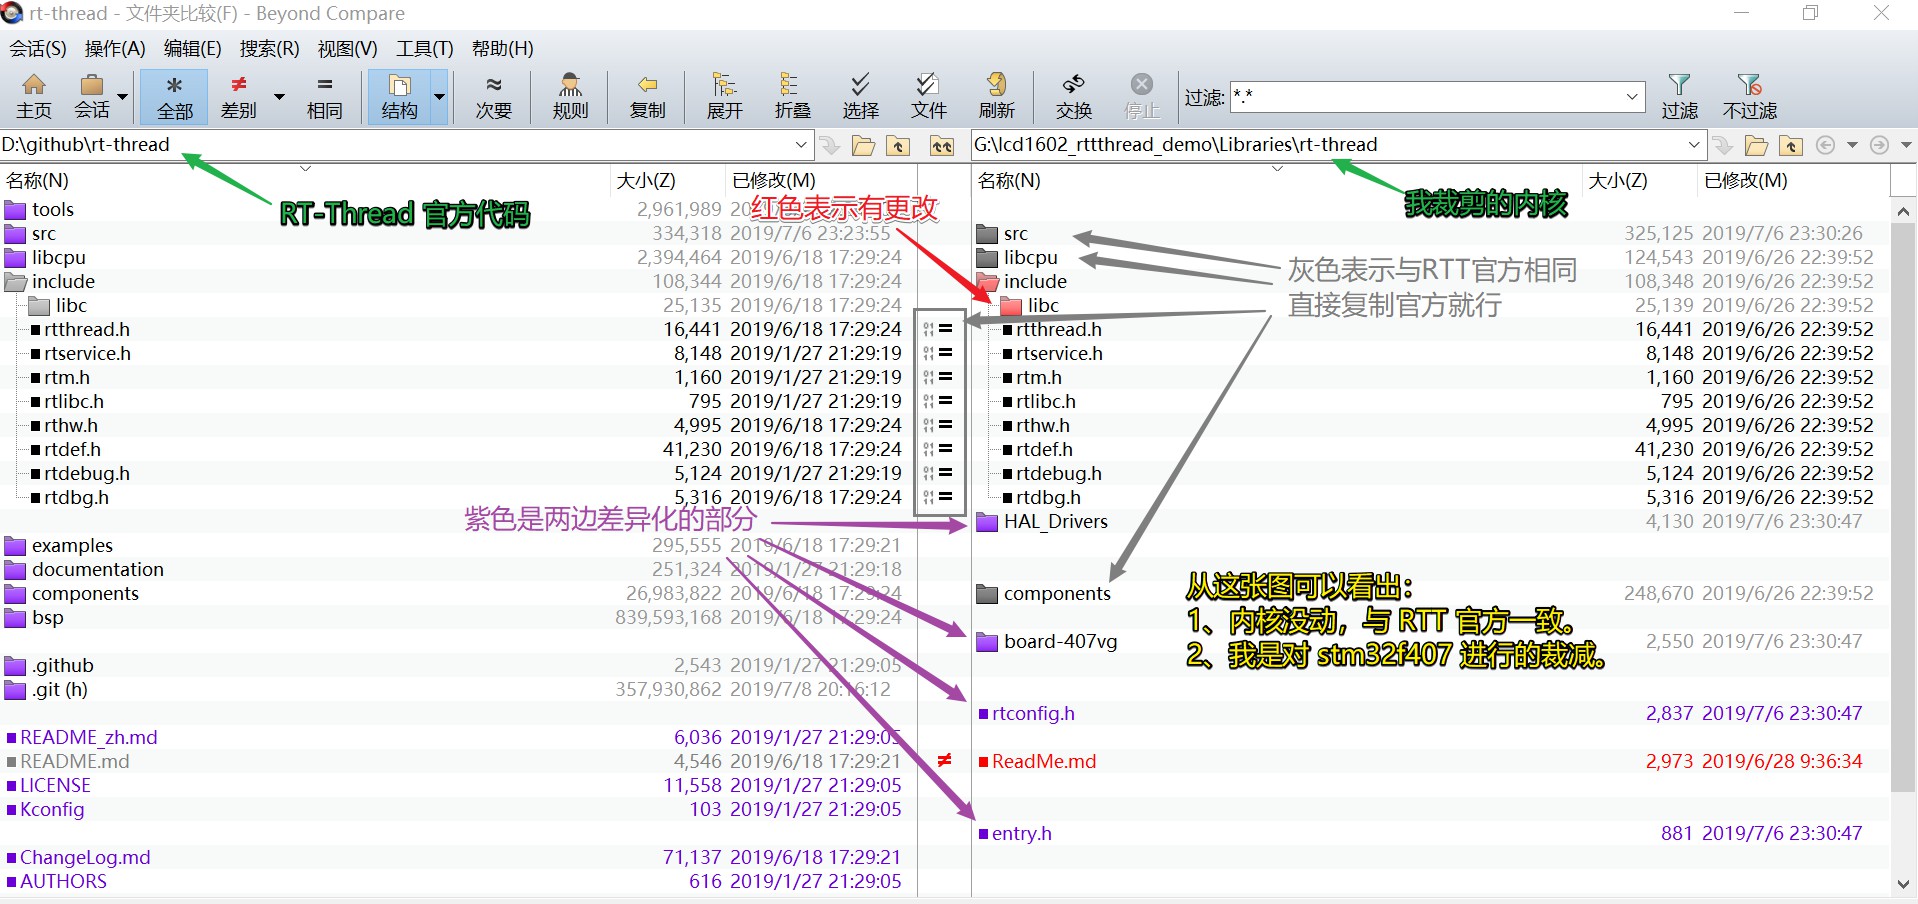 rt-thread - 文件夹比较(F) - Beyond Compare
会话(S) 操作(A) 编辑(E) 搜索(R) 视图(V) 工具(T) 帮助(H)
主页 会话 全部 差别 相同 结构 次要 规则 复制 展开 折叠 选择 文件 刷新 交换 停止 过滤: *.* 过滤 不过滤
D:\github\rt-thread G:\lcd1602_rttthread_demo\Libraries\rt-thread
名称(N) 大小(Z) 已修改(M) 名称(N) 大小(Z) 已修改(M)
RT-Thread 官方代码
红色表示有更改
我裁剪的内核
tools 2,961,989
src 334,318 2019/7/6 23:23:55 src 325,125 2019/7/6 23:30:26
libcpu 2,394,464 2019/6/18 17:29:24 libcpu 124,543 2019/6/26 22:39:52
灰色表示与RTT官方相同
直接复制官方就行
include 108,344 2019/6/18 17:29:24 include 108,348 2019/6/26 22:39:52
libc 25,135 2019/6/18 17:29:24 libc 25,139 2019/6/26 22:39:52
rtthread.h 16,441 2019/6/18 17:29:24 = rtthread.h 16,441 2019/6/26 22:39:52
rtservice.h 8,148 2019/1/27 21:29:19 = rtservice.h 8,148 2019/6/26 22:39:52
rtm.h 1,160 2019/1/27 21:29:19 = rtm.h 1,160 2019/6/26 22:39:52
rtlibc.h 795 2019/1/27 21:29:19 = rtlibc.h 795 2019/6/26 22:39:52
rthw.h 4,995 2019/6/18 17:29:24 = rthw.h 4,995 2019/6/26 22:39:52
rtdef.h 41,230 2019/6/18 17:29:24 = rtdef.h 41,230 2019/6/26 22:39:52
rtdebug.h 5,124 2019/1/27 21:29:19 = rtdebug.h 5,124 2019/6/26 22:39:52
rtdbg.h 5,316 2019/6/18 17:29:24 = rtdbg.h 5,316 2019/6/26 22:39:52
紫色是两边差异化的部分
HAL_Drivers 4,130 2019/7/6 23:30:47
examples 295,555 2019/6/18 17:29:21
documentation 251,324 2019/1/27 21:29:18
components 26,983,822 2019/6/18 17:29:24 components 248,670 2019/6/26 22:39:52
bsp 839,593,168 2019/6/18 17:29:24
从这张图可以看出：
1、内核没动，与 RTT 官方一致。
2、我是对 stm32f407 进行的裁减。
board-407vg 2,550 2019/7/6 23:30:47
.github 2,543 2019/1/27 21:29:05
.git (h) 357,930,862 2019/7/8 20:16:12
rtconfig.h 2,837 2019/7/6 23:30:47
README_zh.md 6,036 2019/1/27 21:29:05
README.md 4,546 2019/6/18 17:29:21 ≠ ReadMe.md 2,973 2019/6/28 9:36:34
LICENSE 11,558 2019/1/27 21:29:05
Kconfig 103 2019/1/27 21:29:05
entry.h 881 2019/7/6 23:30:47
ChangeLog.md 71,137 2019/6/18 17:29:21
AUTHORS 616 2019/1/27 21:29:05